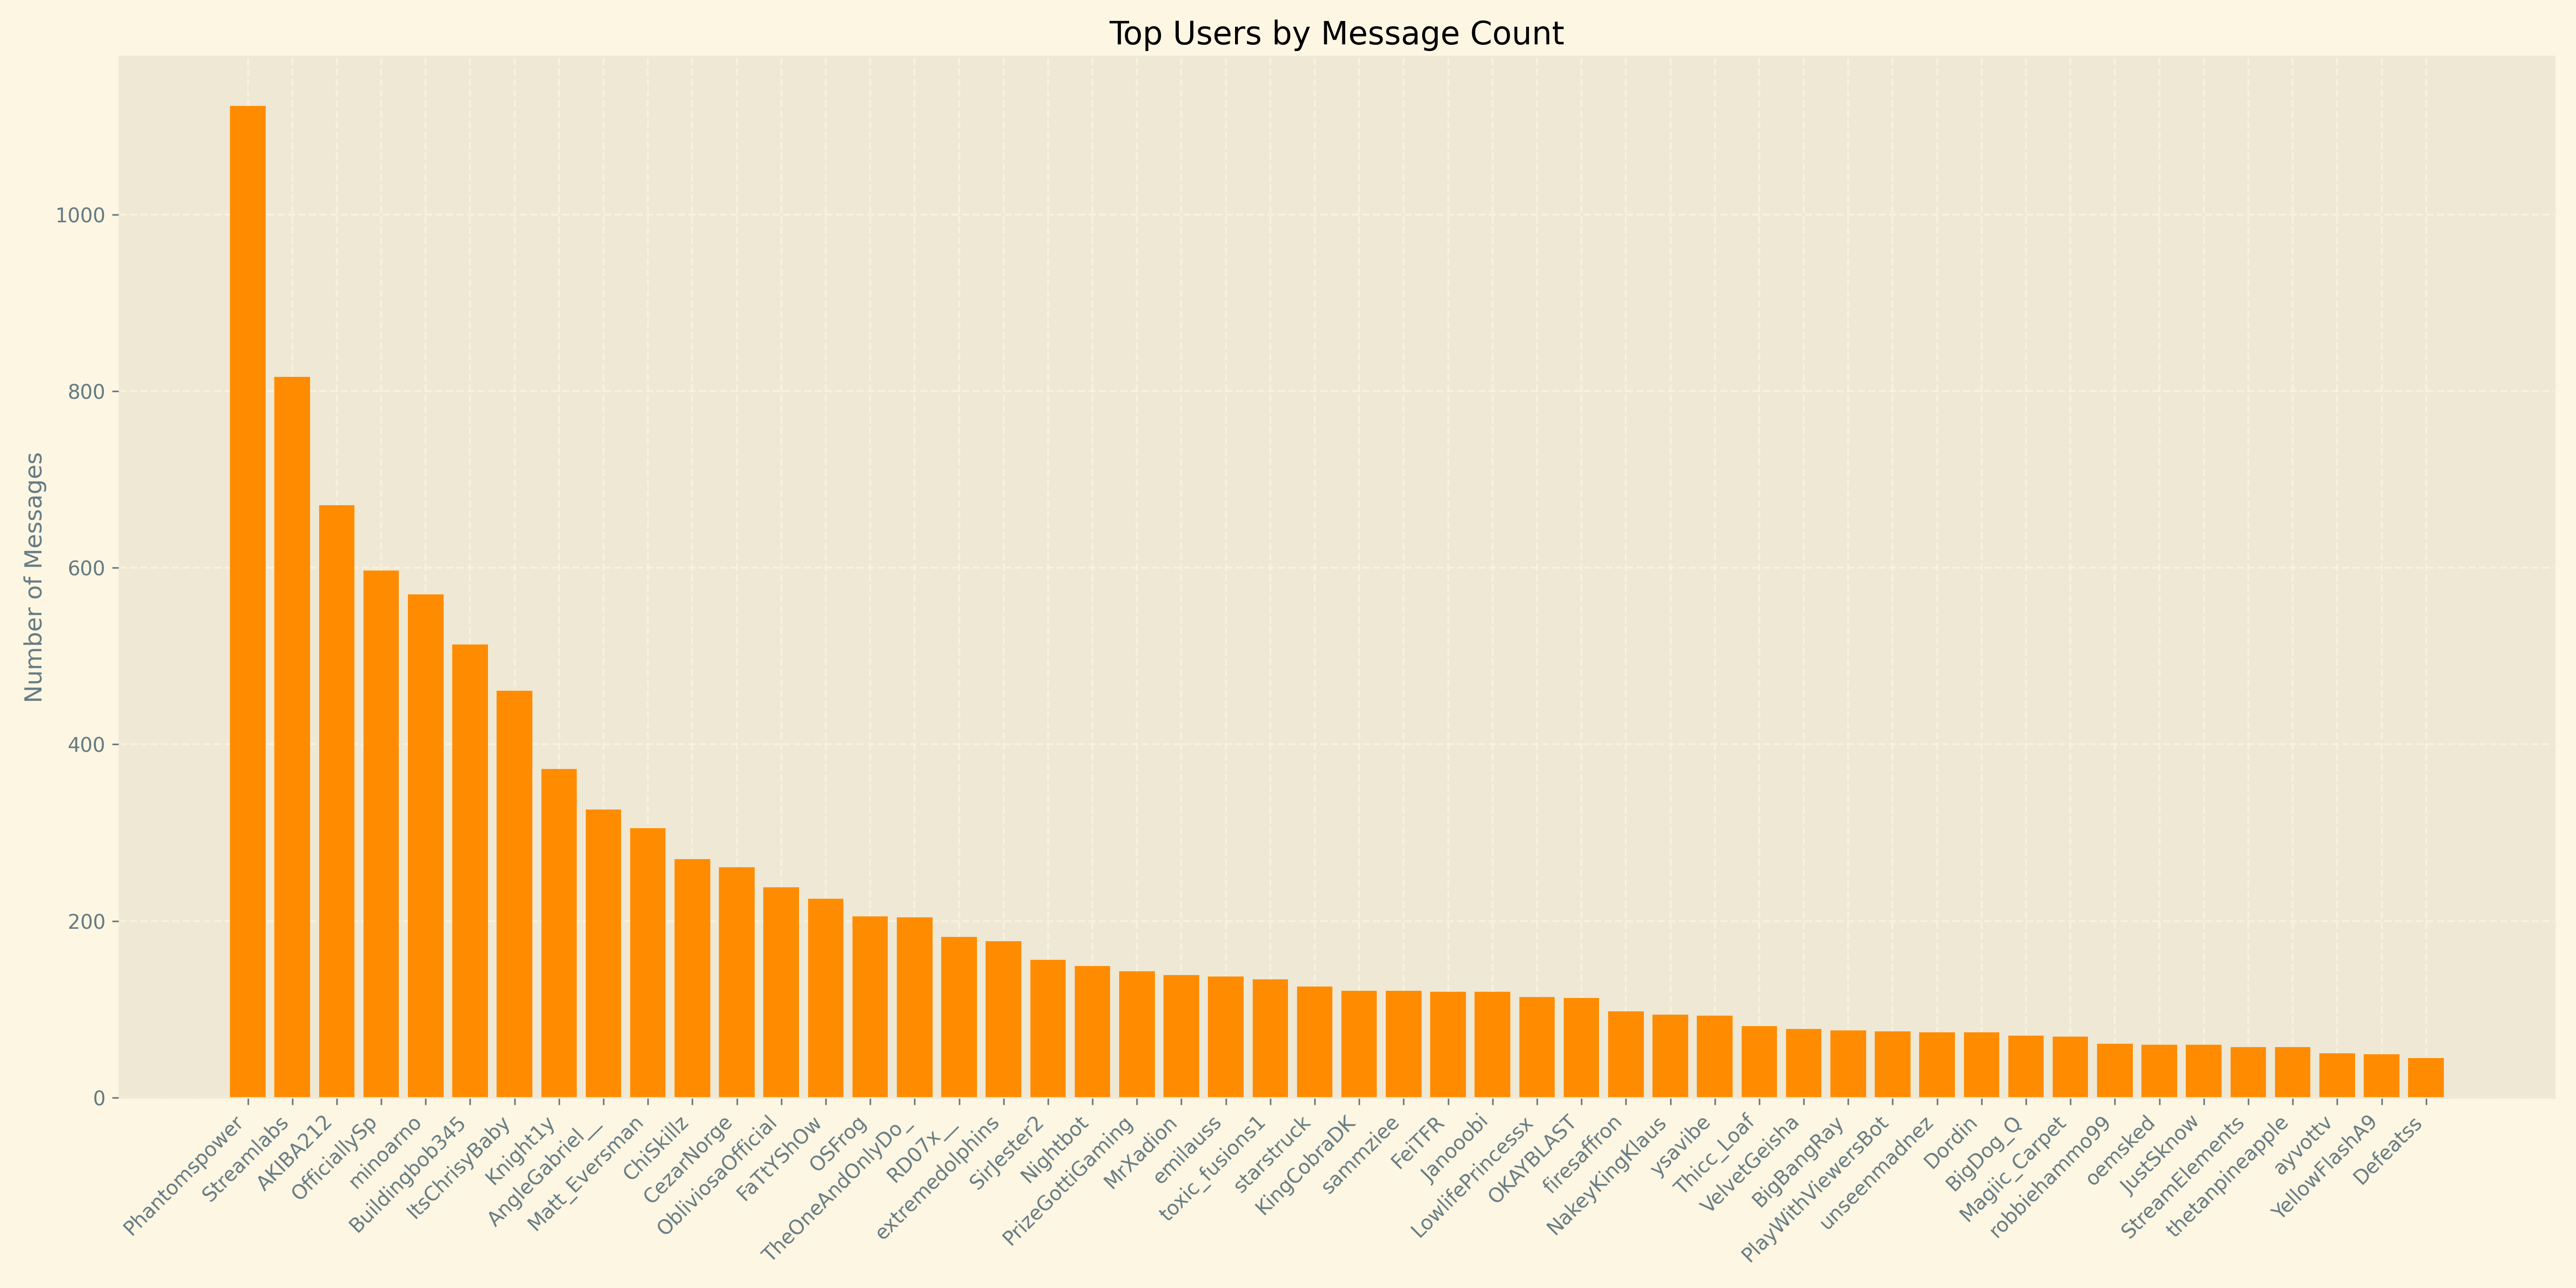 Top Users by Message Count
Number of Messages
1000
800
600
400
200
0
Phantomspower
Streamlabs
AKIBA212
OfficiallySp
minoarno
Buildingbob345
ItsChrisyBaby
Knight1y
AngleGabriel__
Matt_Eversman
ChiSkillz
CezarNorge
ObliviosaOfficial
FaTtYShOw
OSFrog
TheOneAndOnlyDo_
RD07x__
extremedolphins
SirJester2
Nightbot
PrizeGottiGaming
MrXadion
emilauss
toxic_fusions1
starstruck
KingCobraDK
sammziee
FeiTFR
Janooobi
LowlifePrincessx
OKAYBLAST
firesaffron
NakeyKingKlaus
ysavibe
Thicc_Loaf
VelvetGeisha
BigBangRay
PlayWithViewersBot
unseenmadnez
Dordin
BigDog_Q
Magiic_Carpet
robbiehammo99
oemsked
JustSknow
StreamElements
thetanpineapple
ayvottv
YellowFlashA9
Defeatss